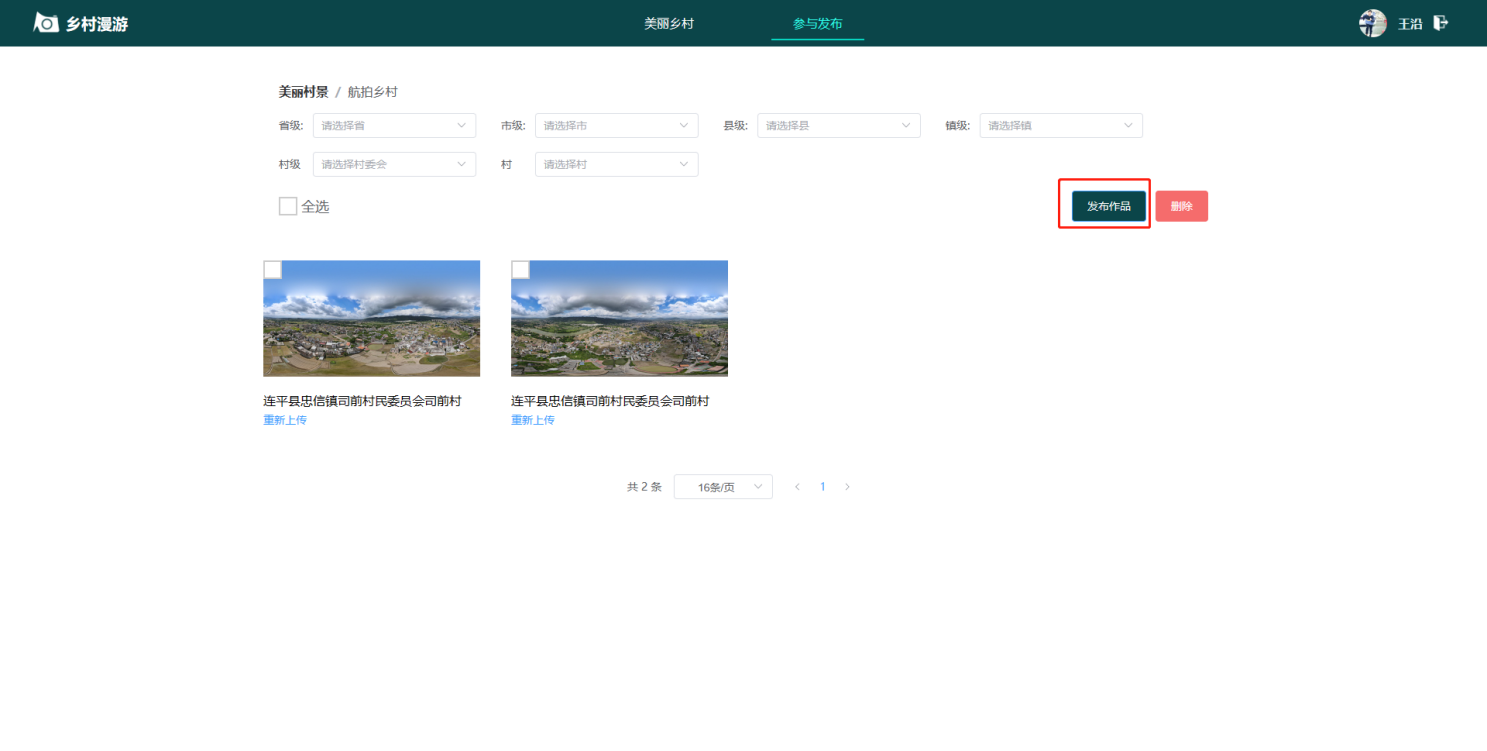 乡村漫游 美丽乡村 参与发布 王沿
美丽村景 / 航拍乡村
省级: 请选择省 市级: 请选择市 县级: 请选择县 镇级: 请选择镇
村级 请选择村委会 村 请选择村
全选 发布作品 删除
连平县忠信镇司前村民委员会司前村 连平县忠信镇司前村民委员会司前村
重新上传 重新上传
共 2 条 16条/页 1